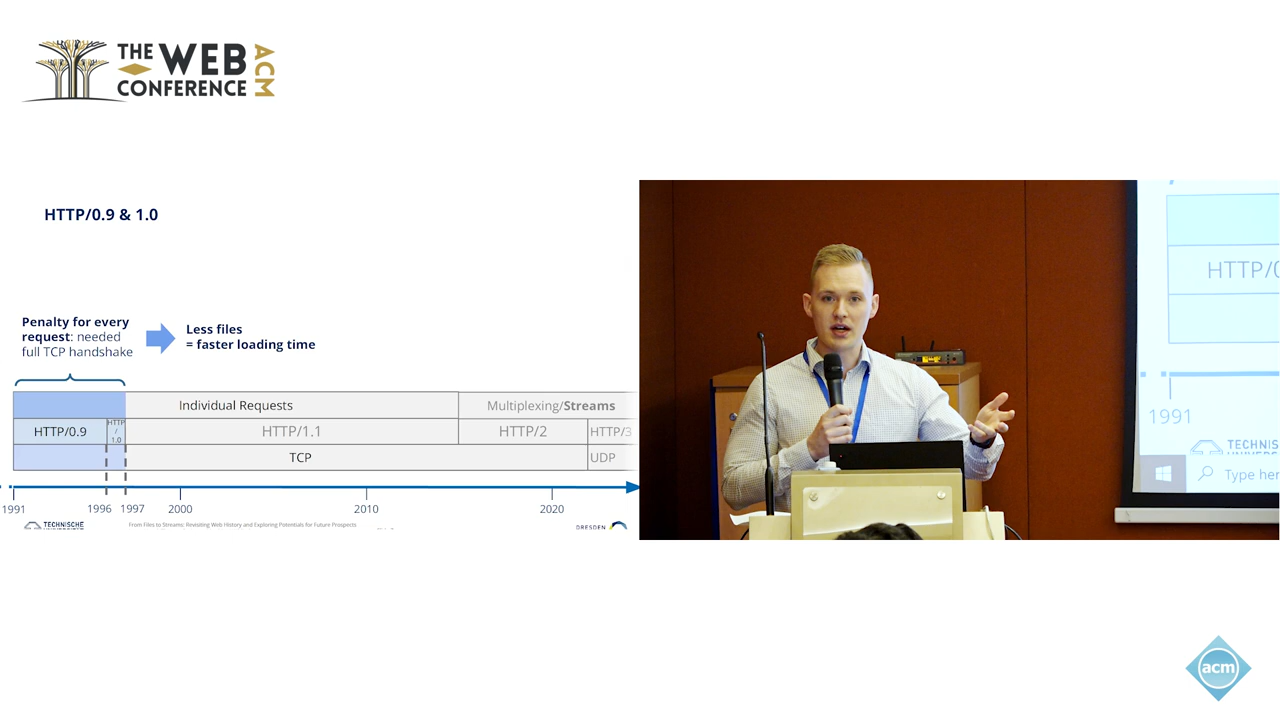 THE WEB
CONFERENCE
ACM
HTTP/0.9 & 1.0
Penalty for every
request: needed
full TCP handshake
Less files
= faster loading time
Individual Requests
Multiplexing/Streams
HTTP/0.9
HTTP
/
1.0
HTTP/1.1
HTTP/2
HTTP/3
TCP
UDP
1991
1996
1997
2000
2010
2020
TECHNISCHE
From Files to Streams: Revisiting Web History and Exploring Potentials for Future Prospects
DRESDEN
HTTP/0
1991
TECHNIS
Type her
acm